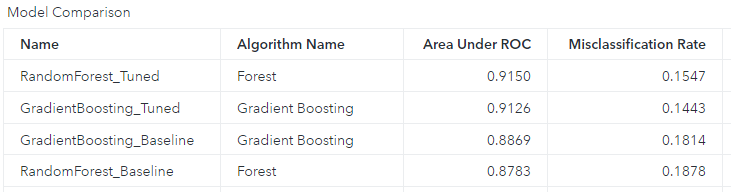 Model Comparison
Name Algorithm Name Area Under ROC Misclassification Rate
RandomForest_Tuned Forest 0.9150 0.1547
GradientBoosting_Tuned Gradient Boosting 0.9126 0.1443
GradientBoosting_Baseline Gradient Boosting 0.8869 0.1814
RandomForest_Baseline Forest 0.8783 0.1878